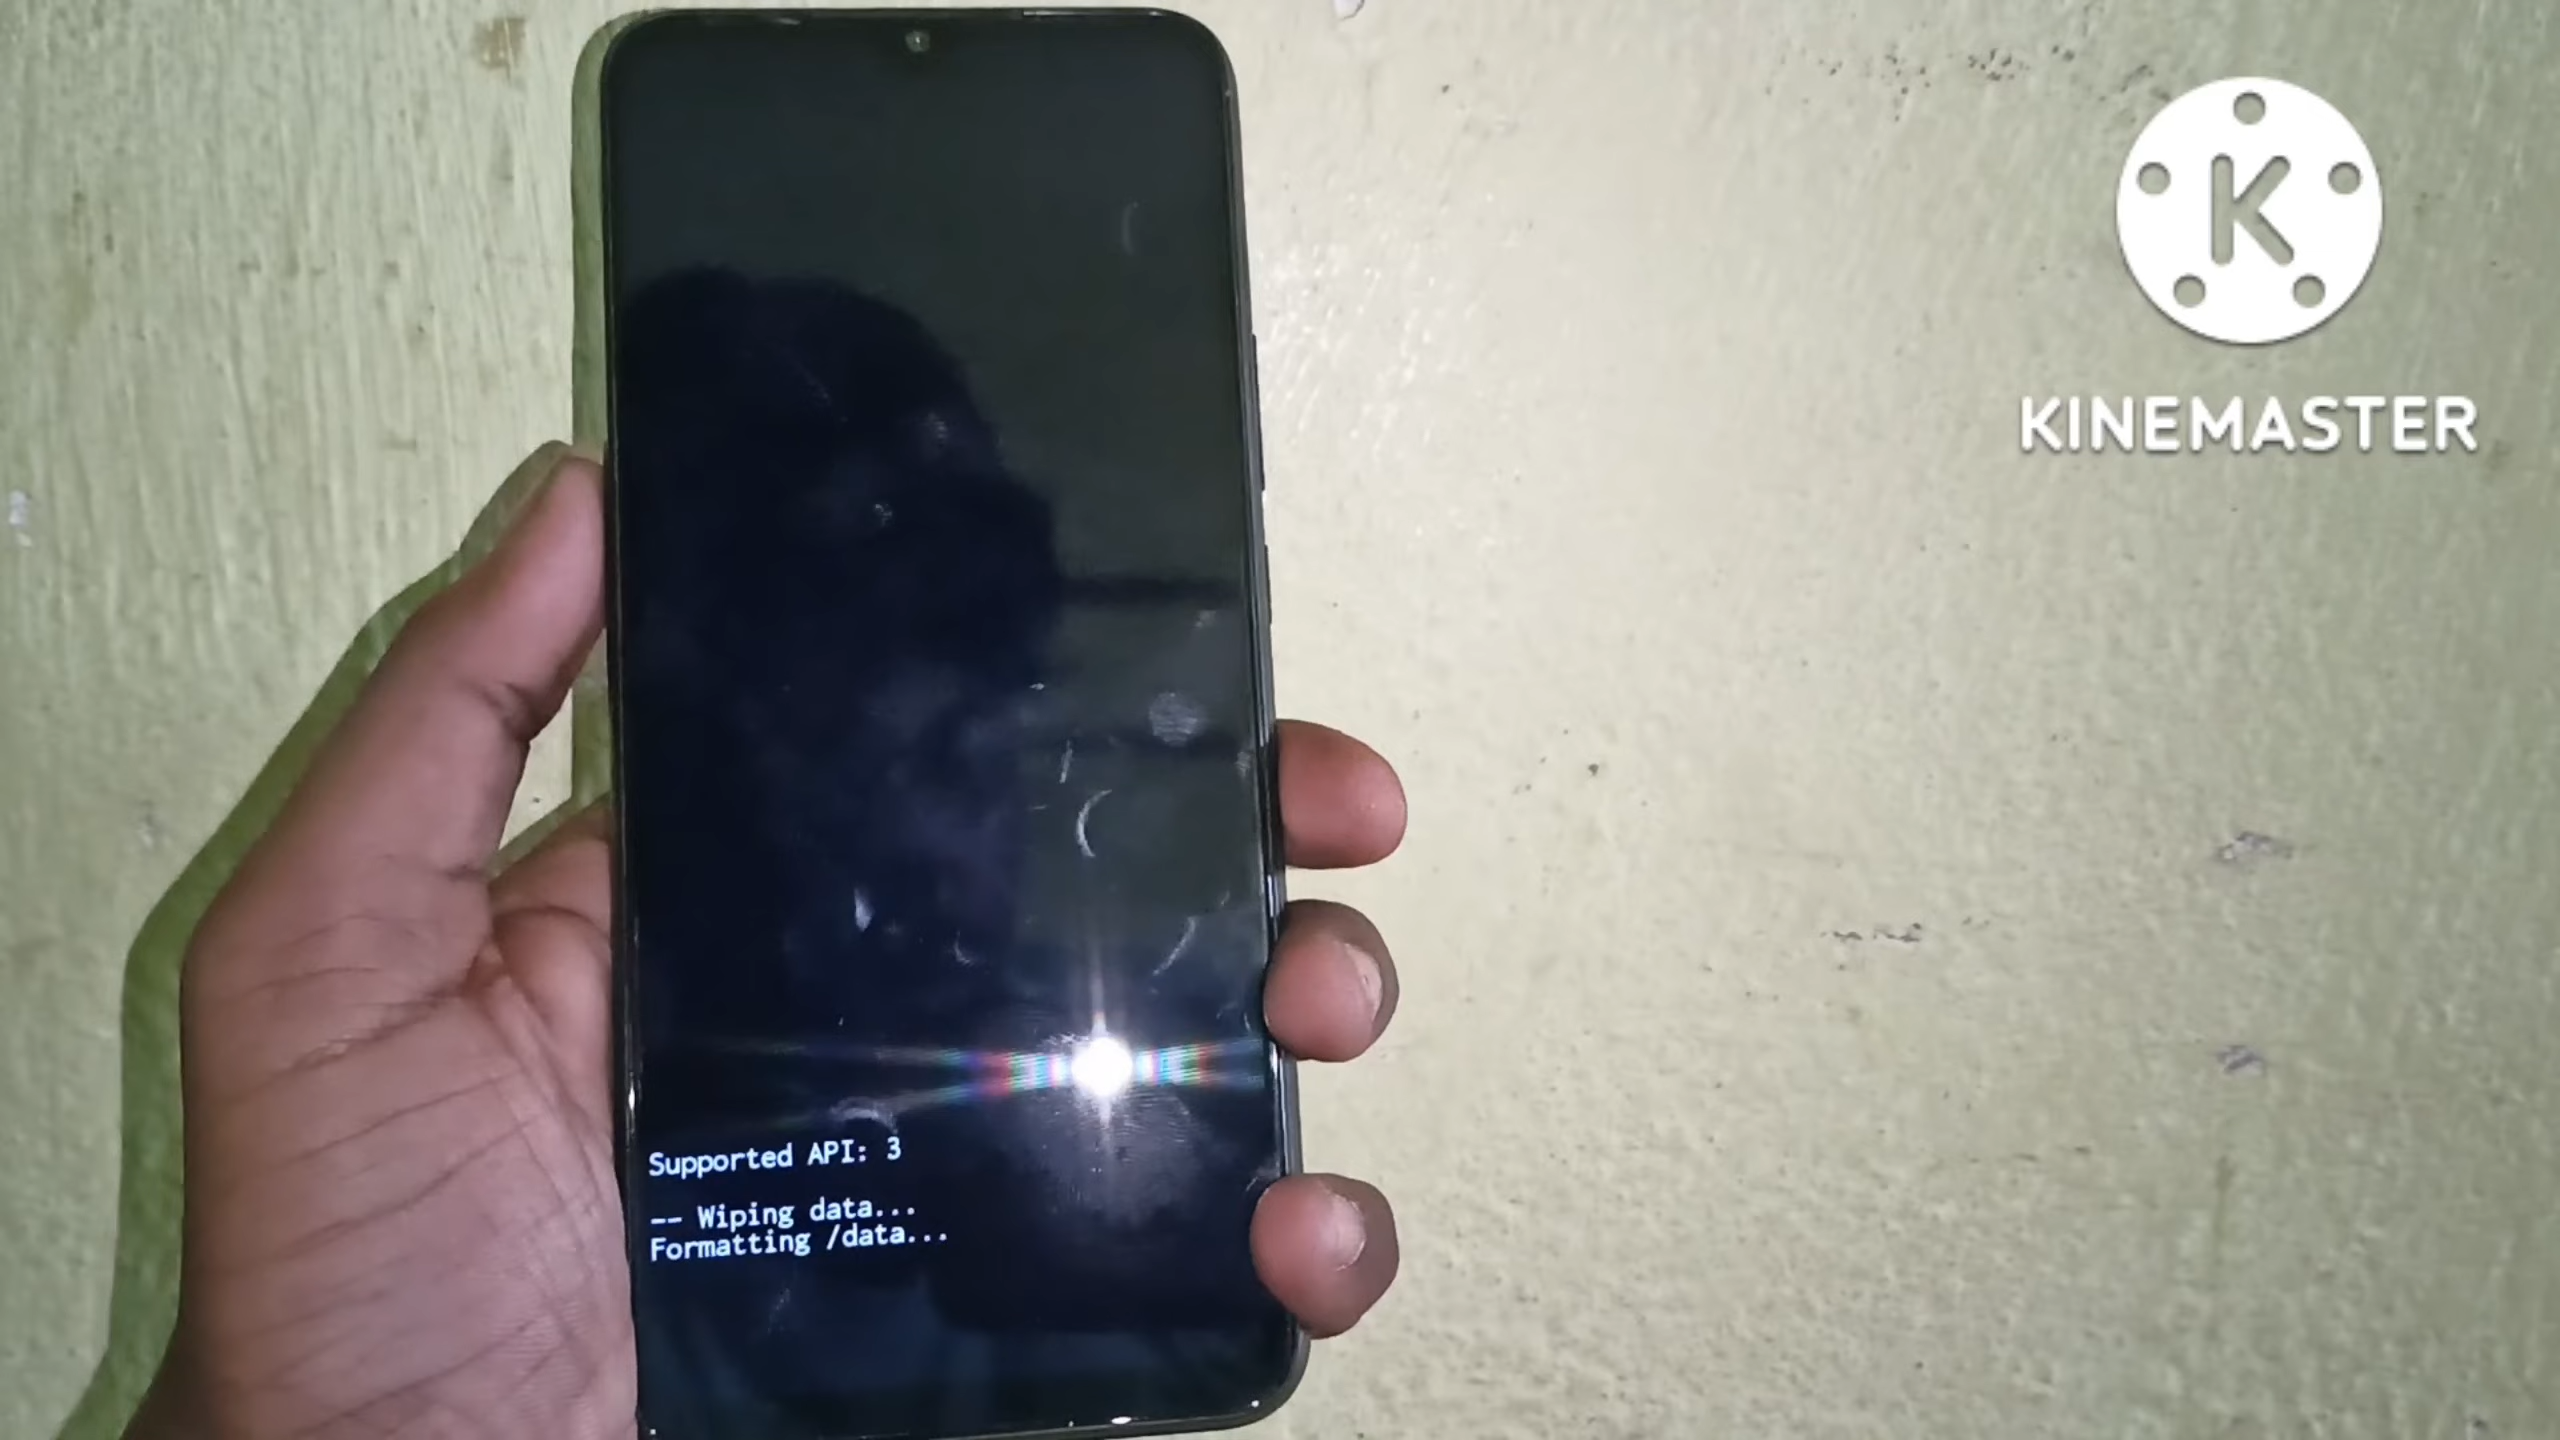 KINEMASTER
Supported API: 3
-- Wiping data...
Formatting /data...